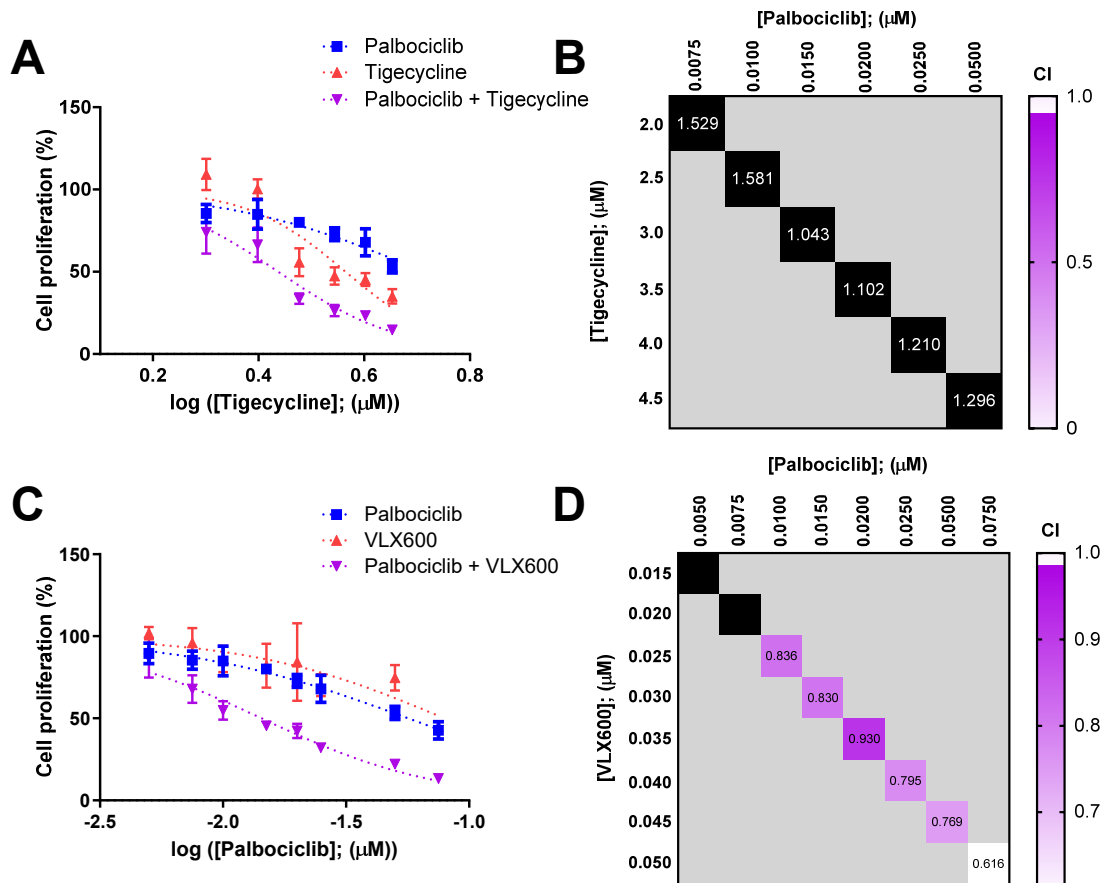 A
Palbociclib
Tigecycline
Palbociclib + Tigecycline
Cell proliferation (%)
150
100
50
0
0.2 0.4 0.6 0.8
log ([Tigecycline]; (μM))
B
[Palbociclib]; (μM)
0.0075 0.0100 0.0150 0.0200 0.0250 0.0500
[Tigecycline]; (μM)
2.0 1.529
2.5 1.581
3.0 1.043
3.5 1.102
4.0 1.210
4.5 1.296
CI
1.0
0.5
0
C
Palbociclib
VLX600
Palbociclib + VLX600
Cell proliferation (%)
150
100
50
0
-2.5 -2.0 -1.5 -1.0
log ([Palbociclib]; (μM))
D
[Palbociclib]; (μM)
0.0050 0.0075 0.0100 0.0150 0.0200 0.0250 0.0500 0.0750
[VLX600]; (μM)
0.015
0.020
0.025 0.836
0.030 0.830
0.035 0.930
0.040 0.795
0.045 0.769
0.050 0.616
CI
1.0
0.9
0.8
0.7